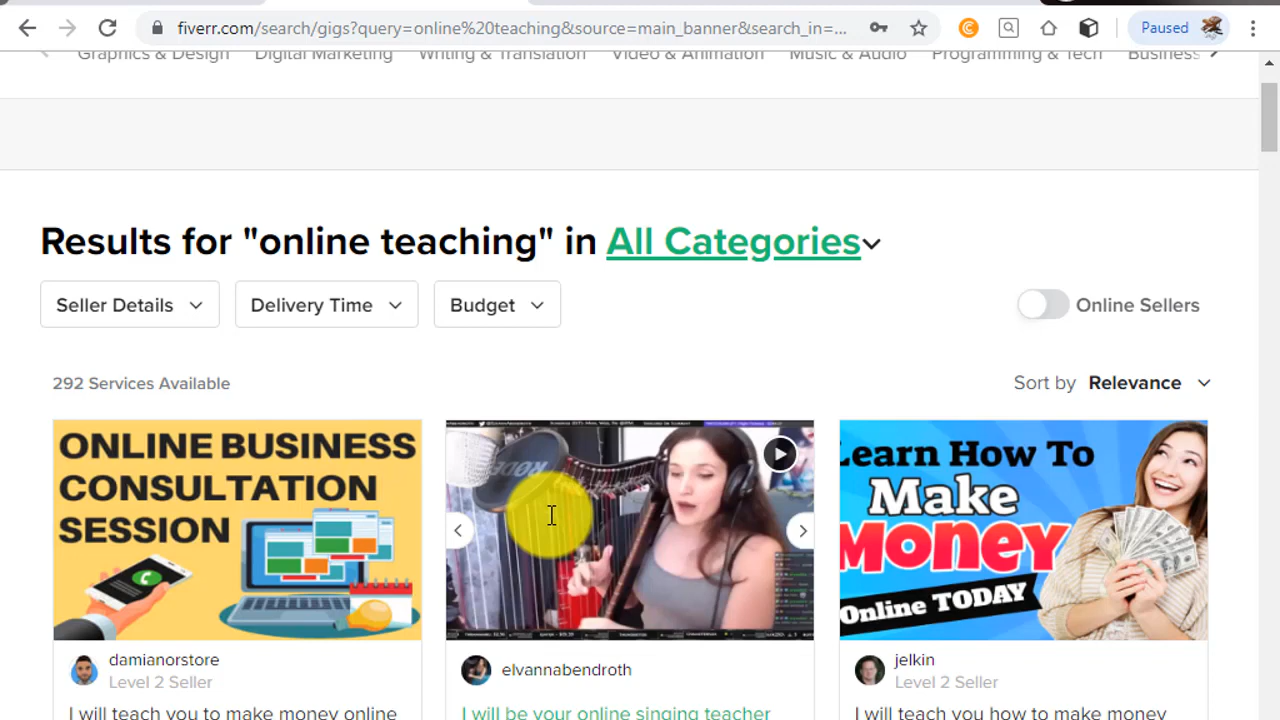 fiverr.com/search/gigs?query=online%20teaching&source=main_banner&search_in=...
Paused
Graphics & Design Digital Marketing Writing & Translation Video & Animation Music & Audio Programming & Tech Business
Results for "online teaching" in All Categories
Seller Details Delivery Time Budget
Online Sellers
292 Services Available
Sort by Relevance
ONLINE BUSINESS
CONSULTATION
SESSION
RODE
Learn How To
Make
Money
Online TODAY
damianorstore
Level 2 Seller
elvannabendroth
jelkin
Level 2 Seller
I will teach you to make money online
I will be your online singing teacher
I will teach you how to make money